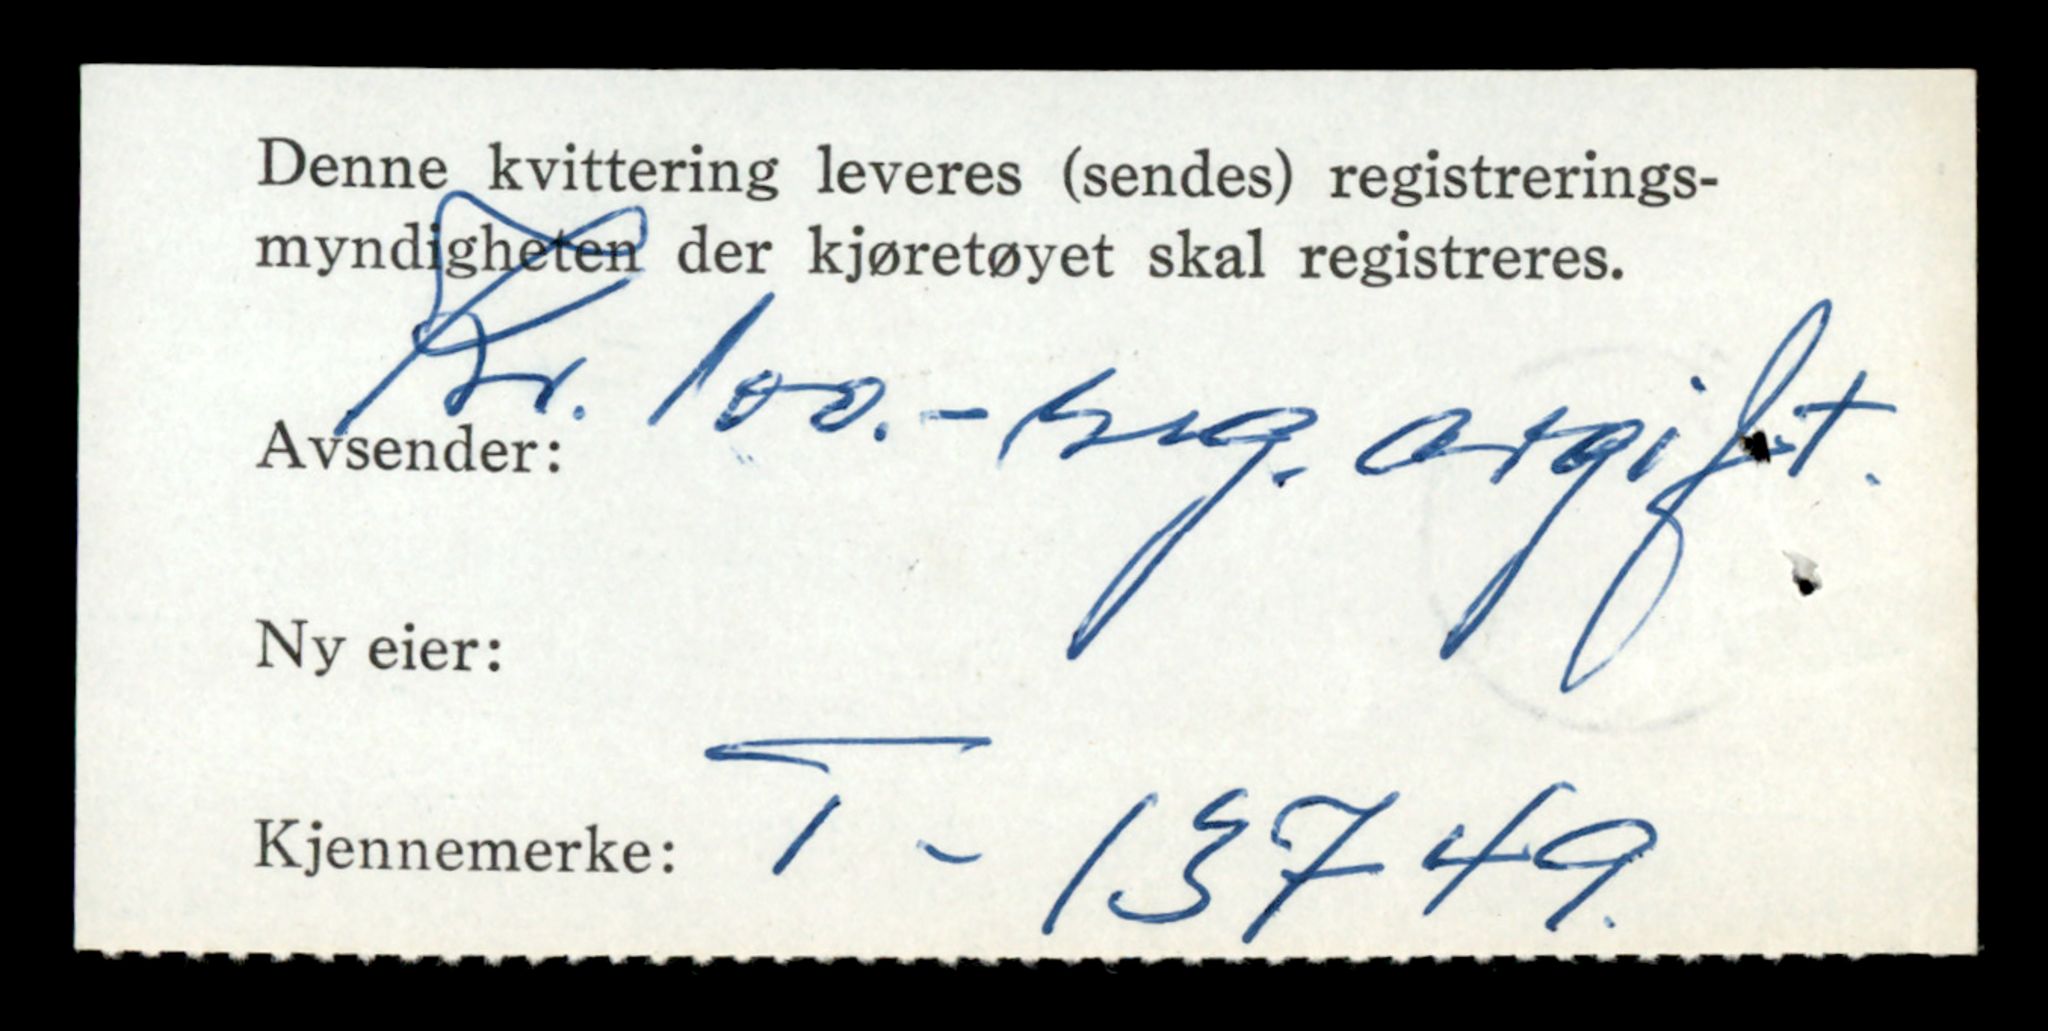 Denne kvittering leveres (sendes) registrerings-
myndigheten der kjøretøyet skal registreres.
Kr. 100.- reg. avgift.
Avsender:
Ny eier:
Kjennemerke: T - 13749.